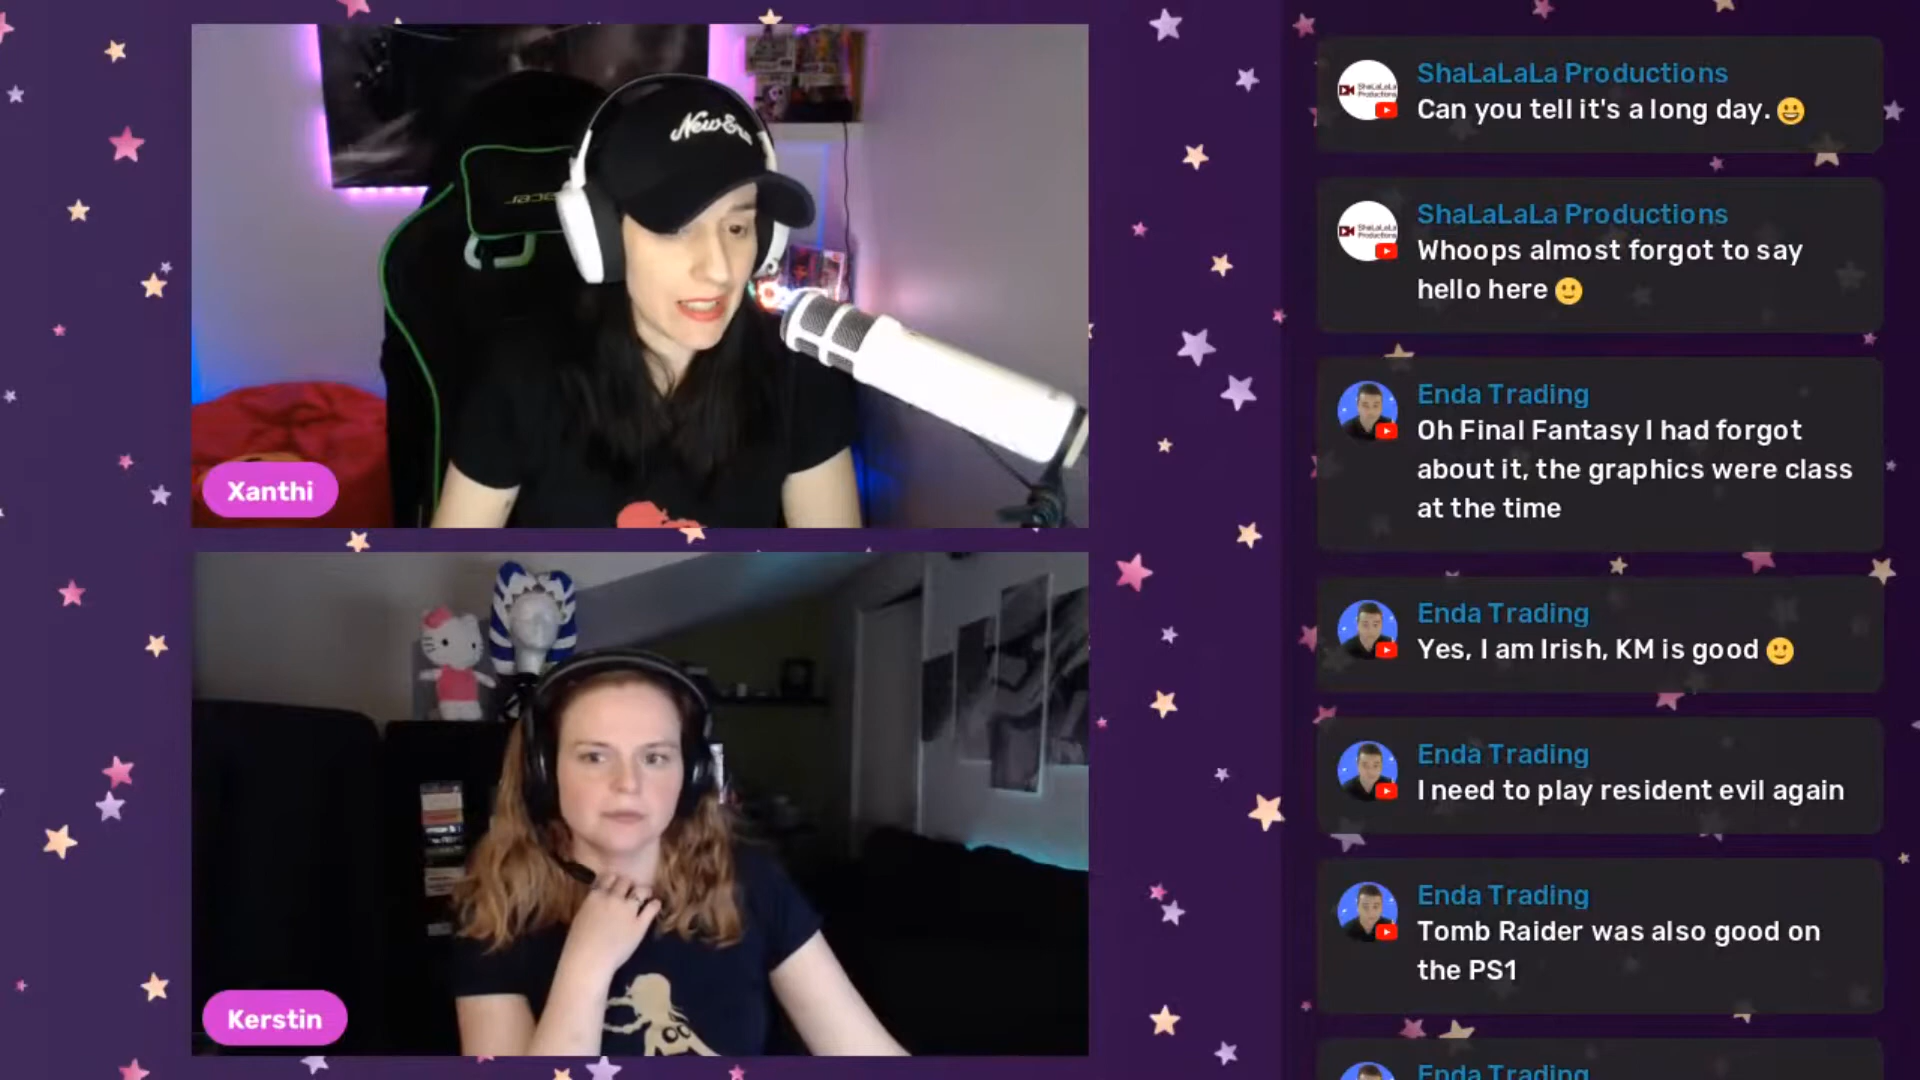 New Era
acer
Xanthi
Kerstin
ShaLaLaLa Productions
Can you tell it's a long day.
ShaLaLaLa Productions
Whoops almost forgot to say
hello here
Enda Trading
Oh Final Fantasy I had forgot
about it, the graphics were class
at the time
Enda Trading
Yes, I am Irish, KM is good
Enda Trading
I need to play resident evil again
Enda Trading
Tomb Raider was also good on
the PS1
Enda Trading